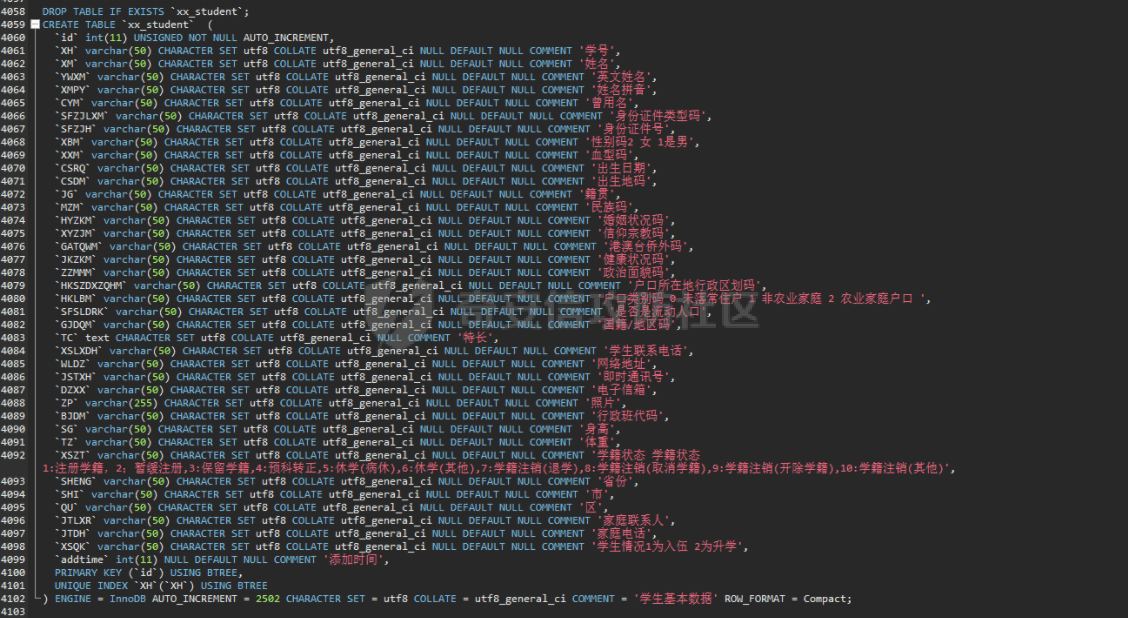 4058 DROP TABLE IF EXISTS `xx_student`;
4059 CREATE TABLE `xx_student`  (
4060 `id` int(11) UNSIGNED NOT NULL AUTO_INCREMENT,
4061 `XH` varchar(50) CHARACTER SET utf8 COLLATE utf8_general_ci NULL DEFAULT NULL COMMENT '学号',
4062 `XM` varchar(50) CHARACTER SET utf8 COLLATE utf8_general_ci NULL DEFAULT NULL COMMENT '姓名',
4063 `YWXM` varchar(50) CHARACTER SET utf8 COLLATE utf8_general_ci NULL DEFAULT NULL COMMENT '英文姓名',
4064 `XMPY` varchar(50) CHARACTER SET utf8 COLLATE utf8_general_ci NULL DEFAULT NULL COMMENT '姓名拼音',
4065 `CYM` varchar(50) CHARACTER SET utf8 COLLATE utf8_general_ci NULL DEFAULT NULL COMMENT '曾用名',
4066 `SFZJLXM` varchar(50) CHARACTER SET utf8 COLLATE utf8_general_ci NULL DEFAULT NULL COMMENT '身份证件类型码',
4067 `SFZJH` varchar(50) CHARACTER SET utf8 COLLATE utf8_general_ci NULL DEFAULT NULL COMMENT '身份证件号',
4068 `XBM` varchar(50) CHARACTER SET utf8 COLLATE utf8_general_ci NULL DEFAULT NULL COMMENT '性别码2 女 1是男',
4069 `XXM` varchar(50) CHARACTER SET utf8 COLLATE utf8_general_ci NULL DEFAULT NULL COMMENT '血型码',
4070 `CSRQ` varchar(50) CHARACTER SET utf8 COLLATE utf8_general_ci NULL DEFAULT NULL COMMENT '出生日期',
4071 `CSDM` varchar(50) CHARACTER SET utf8 COLLATE utf8_general_ci NULL DEFAULT NULL COMMENT '出生地码',
4072 `JG` varchar(50) CHARACTER SET utf8 COLLATE utf8_general_ci NULL DEFAULT NULL COMMENT '籍贯',
4073 `MZM` varchar(50) CHARACTER SET utf8 COLLATE utf8_general_ci NULL DEFAULT NULL COMMENT '民族码',
4074 `HYZKM` varchar(50) CHARACTER SET utf8 COLLATE utf8_general_ci NULL DEFAULT NULL COMMENT '婚姻状况码',
4075 `XYZJM` varchar(50) CHARACTER SET utf8 COLLATE utf8_general_ci NULL DEFAULT NULL COMMENT '信仰宗教码',
4076 `GATQWM` varchar(50) CHARACTER SET utf8 COLLATE utf8_general_ci NULL DEFAULT NULL COMMENT '港澳台侨外码',
4077 `JKZKM` varchar(50) CHARACTER SET utf8 COLLATE utf8_general_ci NULL DEFAULT NULL COMMENT '健康状况码',
4078 `ZZMMM` varchar(50) CHARACTER SET utf8 COLLATE utf8_general_ci NULL DEFAULT NULL COMMENT '政治面貌码',
4079 `HKSZDXZQHM` varchar(50) CHARACTER SET utf8 COLLATE utf8_general_ci NULL DEFAULT NULL COMMENT '户口所在地行政区划码',
4080 `HKLBM` varchar(50) CHARACTER SET utf8 COLLATE utf8_general_ci NULL DEFAULT NULL COMMENT '户口类别码 0 未落常住户 1 非农业家庭 2 农业家庭户口 ',
4081 `SFSLDRK` varchar(50) CHARACTER SET utf8 COLLATE utf8_general_ci NULL DEFAULT NULL COMMENT '是否是流动人口',
4082 `GJDQM` varchar(50) CHARACTER SET utf8 COLLATE utf8_general_ci NULL DEFAULT NULL COMMENT '国籍/地区码',
4083 `TC` text CHARACTER SET utf8 COLLATE utf8_general_ci NULL COMMENT '特长',
4084 `XSLXDH` varchar(50) CHARACTER SET utf8 COLLATE utf8_general_ci NULL DEFAULT NULL COMMENT '学生联系电话',
4085 `WLDZ` varchar(50) CHARACTER SET utf8 COLLATE utf8_general_ci NULL DEFAULT NULL COMMENT '网络地址',
4086 `JSTXH` varchar(50) CHARACTER SET utf8 COLLATE utf8_general_ci NULL DEFAULT NULL COMMENT '即时通讯号',
4087 `DZXX` varchar(50) CHARACTER SET utf8 COLLATE utf8_general_ci NULL DEFAULT NULL COMMENT '电子信箱',
4088 `ZP` varchar(255) CHARACTER SET utf8 COLLATE utf8_general_ci NULL DEFAULT NULL COMMENT '照片',
4089 `BJDM` varchar(50) CHARACTER SET utf8 COLLATE utf8_general_ci NULL DEFAULT NULL COMMENT '行政班代码',
4090 `SG` varchar(50) CHARACTER SET utf8 COLLATE utf8_general_ci NULL DEFAULT NULL COMMENT '身高',
4091 `TZ` varchar(50) CHARACTER SET utf8 COLLATE utf8_general_ci NULL DEFAULT NULL COMMENT '体重',
4092 `XSZT` varchar(50) CHARACTER SET utf8 COLLATE utf8_general_ci NULL DEFAULT NULL COMMENT '学籍状态 学籍状态
1:注册学籍, 2; 暂缓注册,3:保留学籍,4:预科转正,5:休学(病休),6:休学(其他),7:学籍注销(退学),8:学籍注销(取消学籍),9:学籍注销(开除学籍),10:学籍注销(其他)',
4093 `SHENG` varchar(50) CHARACTER SET utf8 COLLATE utf8_general_ci NULL DEFAULT NULL COMMENT '省份',
4094 `SHI` varchar(50) CHARACTER SET utf8 COLLATE utf8_general_ci NULL DEFAULT NULL COMMENT '市',
4095 `QU` varchar(50) CHARACTER SET utf8 COLLATE utf8_general_ci NULL DEFAULT NULL COMMENT '区',
4096 `JTLXR` varchar(50) CHARACTER SET utf8 COLLATE utf8_general_ci NULL DEFAULT NULL COMMENT '家庭联系人',
4097 `JTDH` varchar(50) CHARACTER SET utf8 COLLATE utf8_general_ci NULL DEFAULT NULL COMMENT '家庭电话',
4098 `XSQK` varchar(50) CHARACTER SET utf8 COLLATE utf8_general_ci NULL DEFAULT NULL COMMENT '学生情况1为入伍 2为升学',
4099 `addtime` int(11) NULL DEFAULT NULL COMMENT '添加时间',
4100 PRIMARY KEY (`id`) USING BTREE,
4101 UNIQUE INDEX `XH`(`XH`) USING BTREE
4102 ) ENGINE = InnoDB AUTO_INCREMENT = 2502 CHARACTER SET = utf8 COLLATE = utf8_general_ci COMMENT = '学生基本数据' ROW_FORMAT = Compact;
4103
奇安信攻防社区